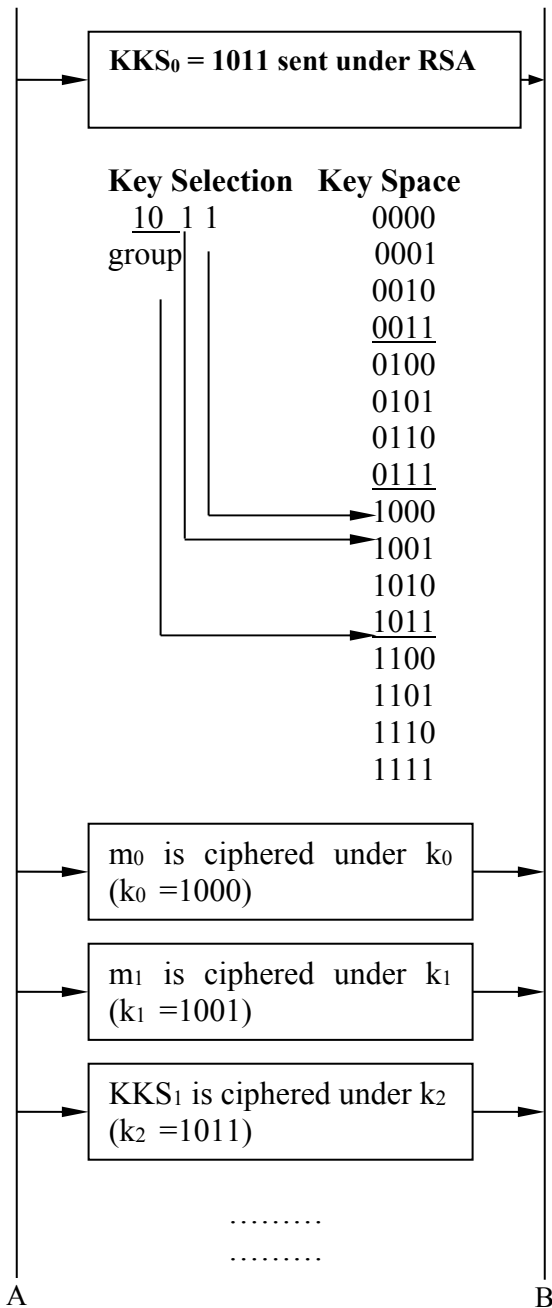 KKS₀ = 1011 sent under RSA
Key Selection Key Space
10 1 1 0000
group 0001
0010
0011
0100
0101
0110
0111
1000
1001
1010
1011
1100
1101
1110
1111
m₀ is ciphered under k₀
(k₀ =1000)
m₁ is ciphered under k₁
(k₁ =1001)
KKS₁ is ciphered under k₂
(k₂ =1011)
.........
.........
A B